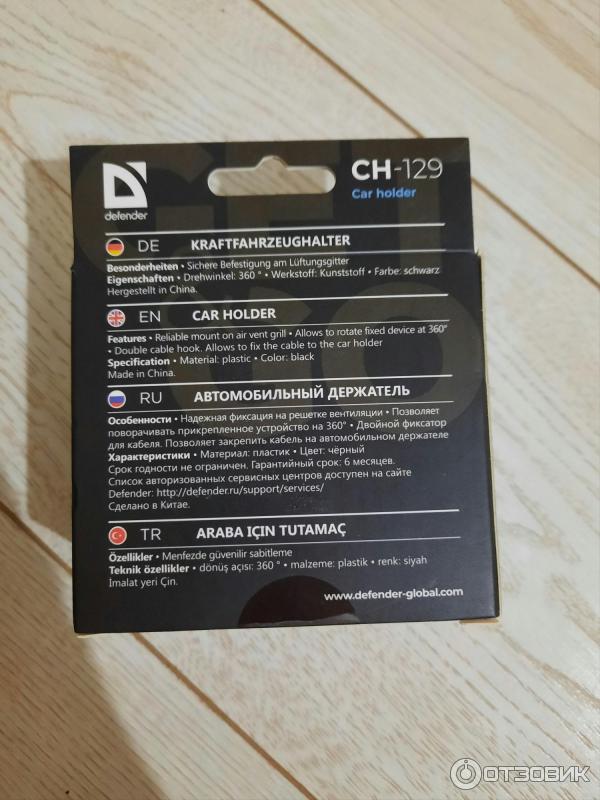 defender
CH-129
Car holder
DE KRAFTFAHRZEUGHALTER
Besonderheiten • Sichere Befestigung am Lüftungsgitter
Eigenschaften • Drehwinkel: 360 ° • Werkstoff: Kunststoff • Farbe: schwarz
Hergestellt in China.
EN CAR HOLDER
Features • Reliable mount on air vent grill • Allows to rotate fixed device at 360°
• Double cable hook. Allows to fix the cable to the car holder
Specification • Material: plastic • Color: black
Made in China.
RU АВТОМОБИЛЬНЫЙ ДЕРЖАТЕЛЬ
Особенности • Надежная фиксация на решетке вентиляции • Позволяет
поворачивать прикрепленное устройство на 360° • Двойной фиксатор
для кабеля. Позволяет закрепить кабель на автомобильном держателе
Характеристики • Материал: пластик • Цвет: чёрный
Срок годности не ограничен. Гарантийный срок: 6 месяцев.
Список авторизованных сервисных центров доступен на сайте
Defender: http://defender.ru/support/services/
Сделано в Китае.
TR ARABA IÇIN TUTAMAÇ
Özellikler • Menfezde güvenilir sabitleme
Teknik özellikler • dönüş açısı: 360 ° • malzeme: plastik • renk: siyah
İmalat yeri Çin.
www.defender-global.com
ОТЗОВИК